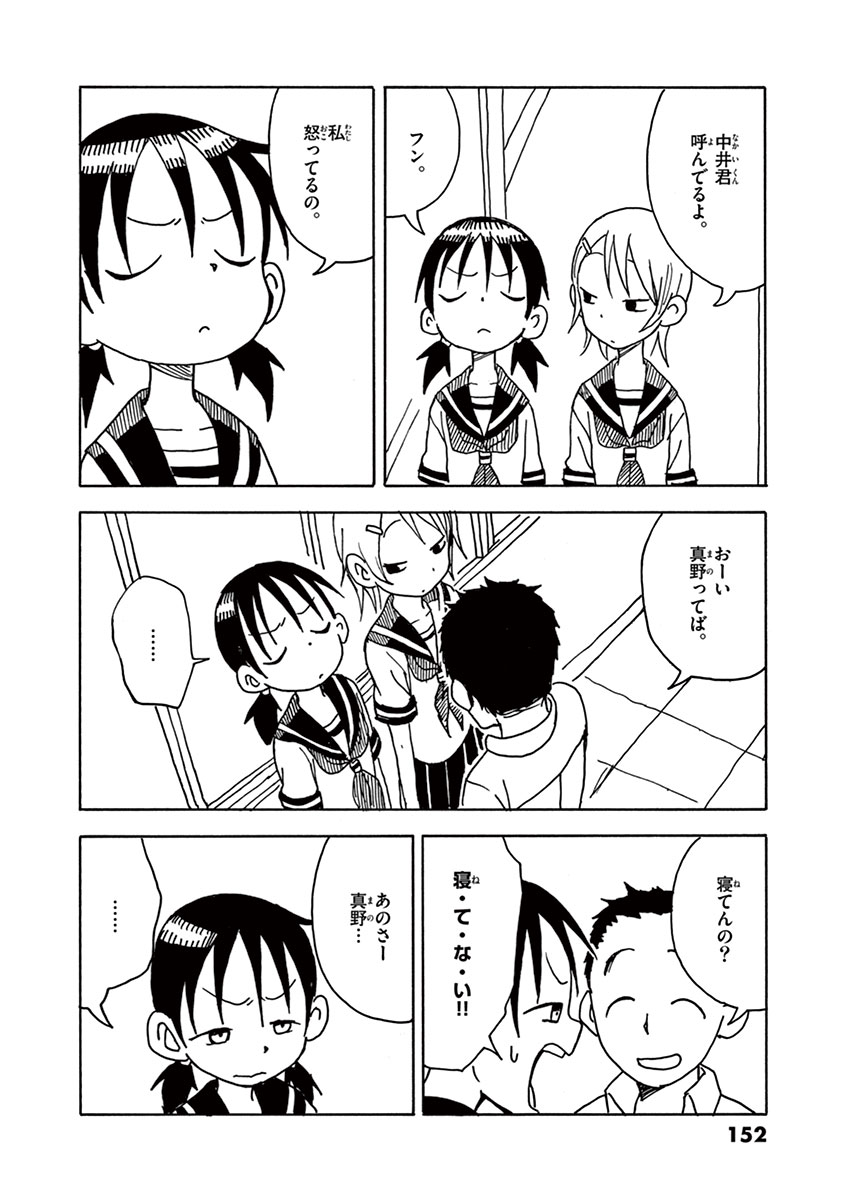 中井君
呼んでるよ。
フン。
私
怒ってるの。
おーい
真野ってば。
……
寝てんの？
寝・て・な・い!!
あのさー
真野…
……
152